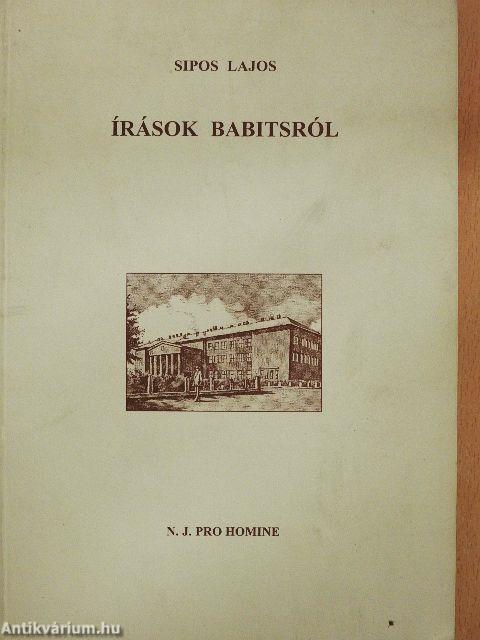 SIPOS LAJOS
ÍRÁSOK BABITSRÓL
N. J. PRO HOMINE
Antikvárium.hu